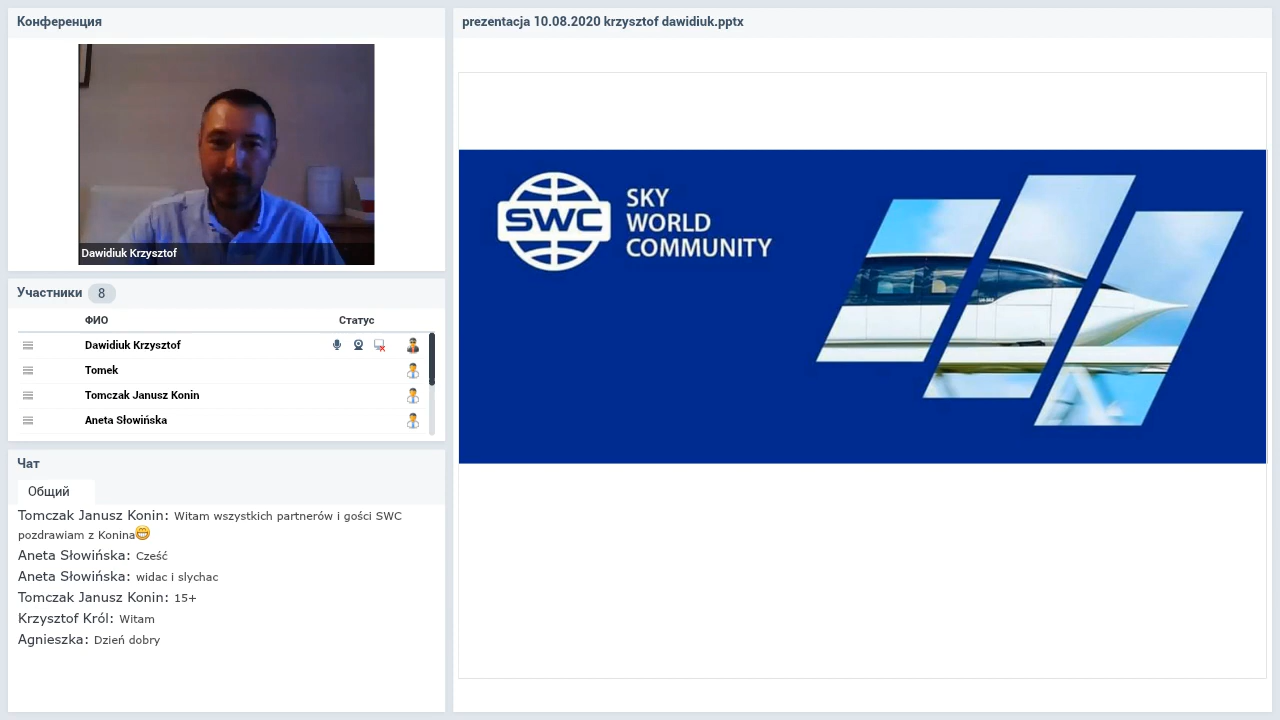 Конференция
Dawidiuk Krzysztof
Участники 8
ФИО Статус
Dawidiuk Krzysztof
Tomek
Tomczak Janusz Konin
Aneta Słowińska
Чат
Общий
Tomczak Janusz Konin: Witam wszystkich partnerów i gości SWC
pozdrawiam z Konina
Aneta Słowińska: Cześć
Aneta Słowińska: widac i slychac
Tomczak Janusz Konin: 15+
Krzysztof Król: Witam
Agnieszka: Dzień dobry
prezentacja 10.08.2020 krzysztof dawidiuk.pptx
SWC
SKY
WORLD
COMMUNITY